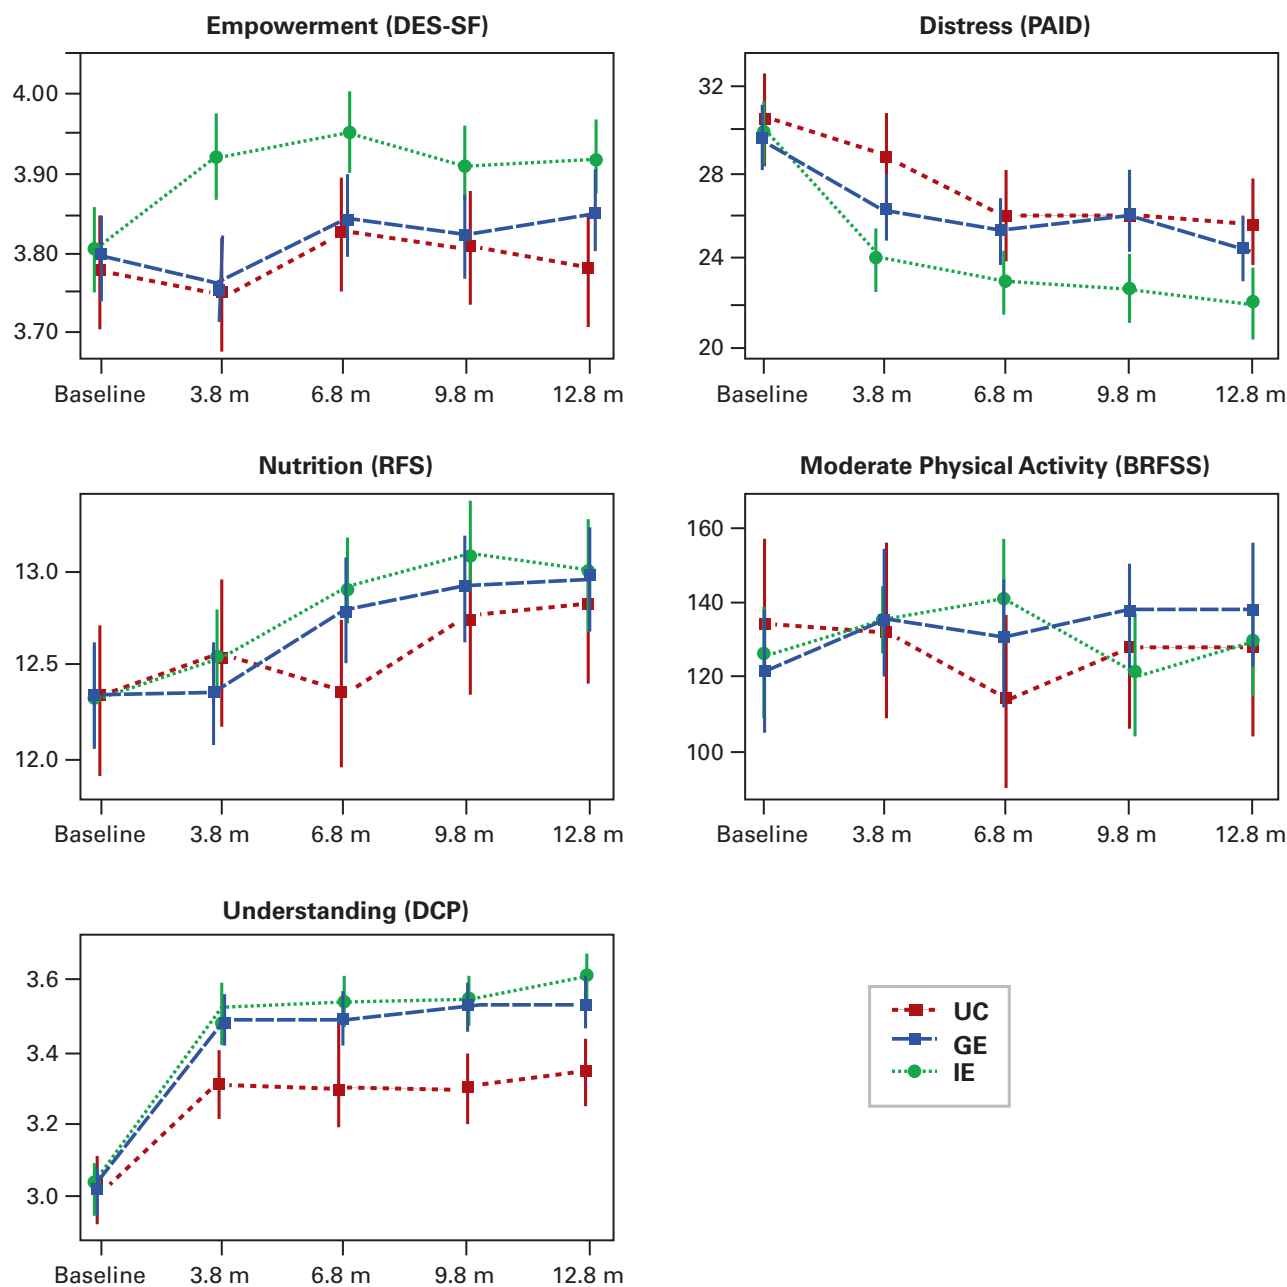 Empowerment (DES-SF)
4.00
3.90
3.80
3.70
Baseline 3.8 m 6.8 m 9.8 m 12.8 m
Distress (PAID)
32
28
24
20
Baseline 3.8 m 6.8 m 9.8 m 12.8 m
Nutrition (RFS)
13.0
12.5
12.0
Baseline 3.8 m 6.8 m 9.8 m 12.8 m
Moderate Physical Activity (BRFSS)
160
140
120
100
Baseline 3.8 m 6.8 m 9.8 m 12.8 m
Understanding (DCP)
3.6
3.4
3.2
3.0
Baseline 3.8 m 6.8 m 9.8 m 12.8 m
UC
GE
IE